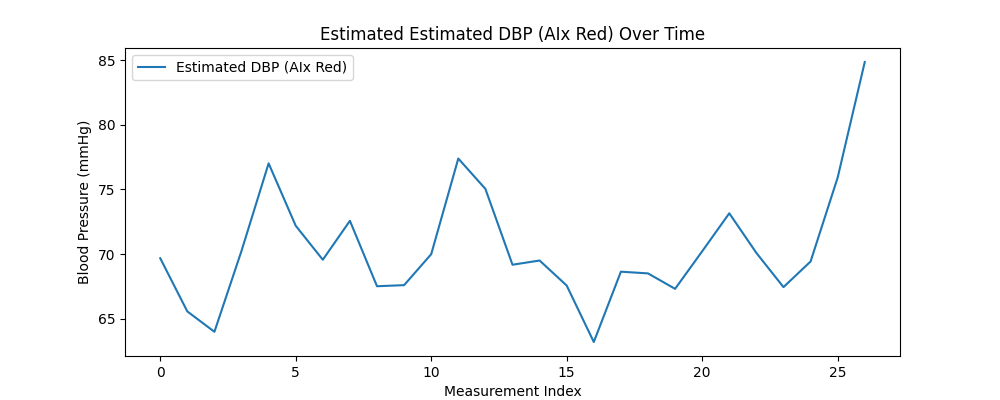 Estimated Estimated DBP (AIx Red) Over Time
Estimated DBP (AIx Red)
Blood Pressure (mmHg)
85
80
75
70
65
0 5 10 15 20 25
Measurement Index